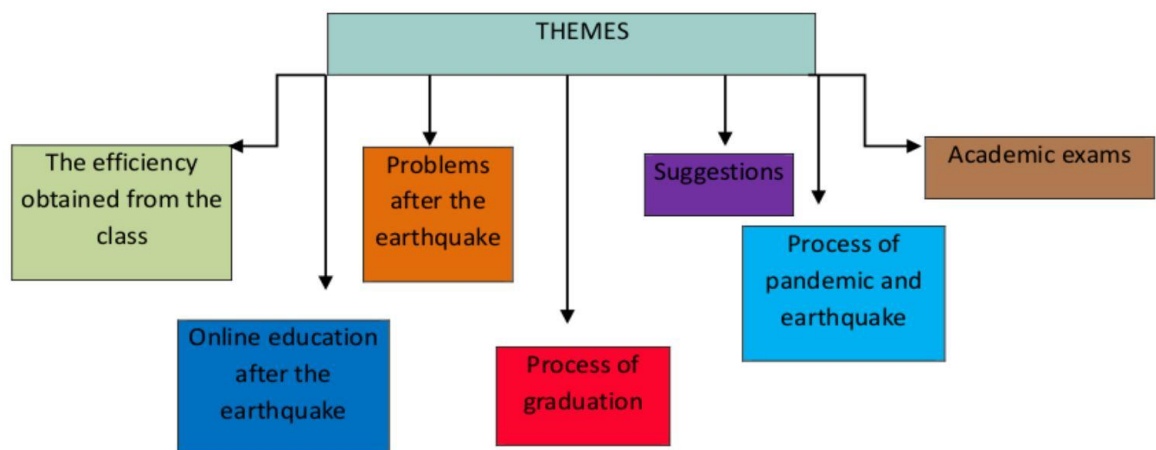 THEMES
The efficiency
obtained from the
class
Online education
after the
earthquake
Problems
after the
earthquake
Process of
graduation
Suggestions
Process of
pandemic and
earthquake
Academic exams